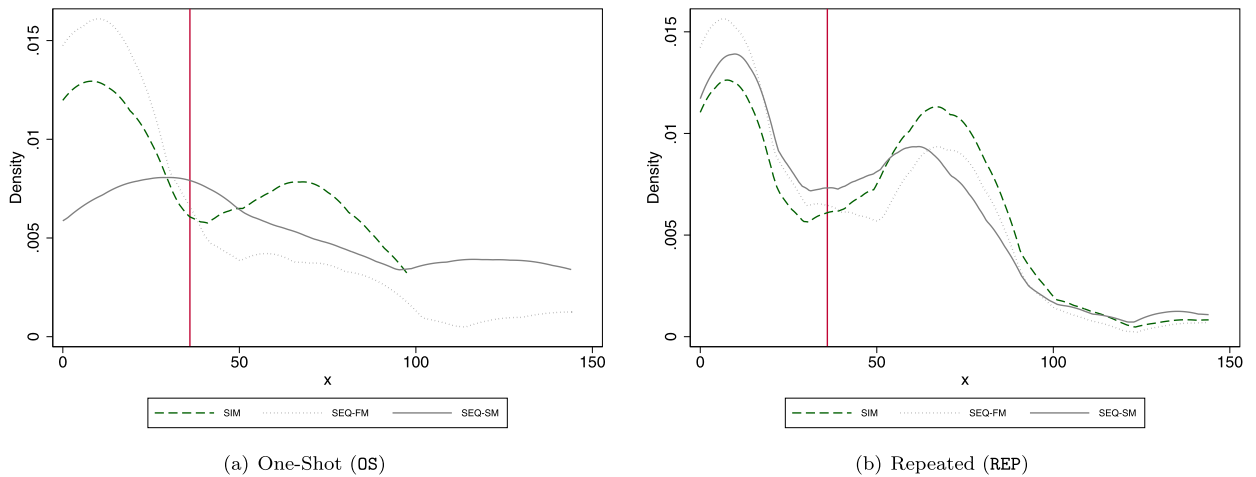 Density
.015
.01
.005
0
0 50 100 150
x
SIM SEQ-FM SEQ-SM
(a) One-Shot (OS)
Density
.015
.01
.005
0
0 50 100 150
x
SIM SEQ-FM SEQ-SM
(b) Repeated (REP)